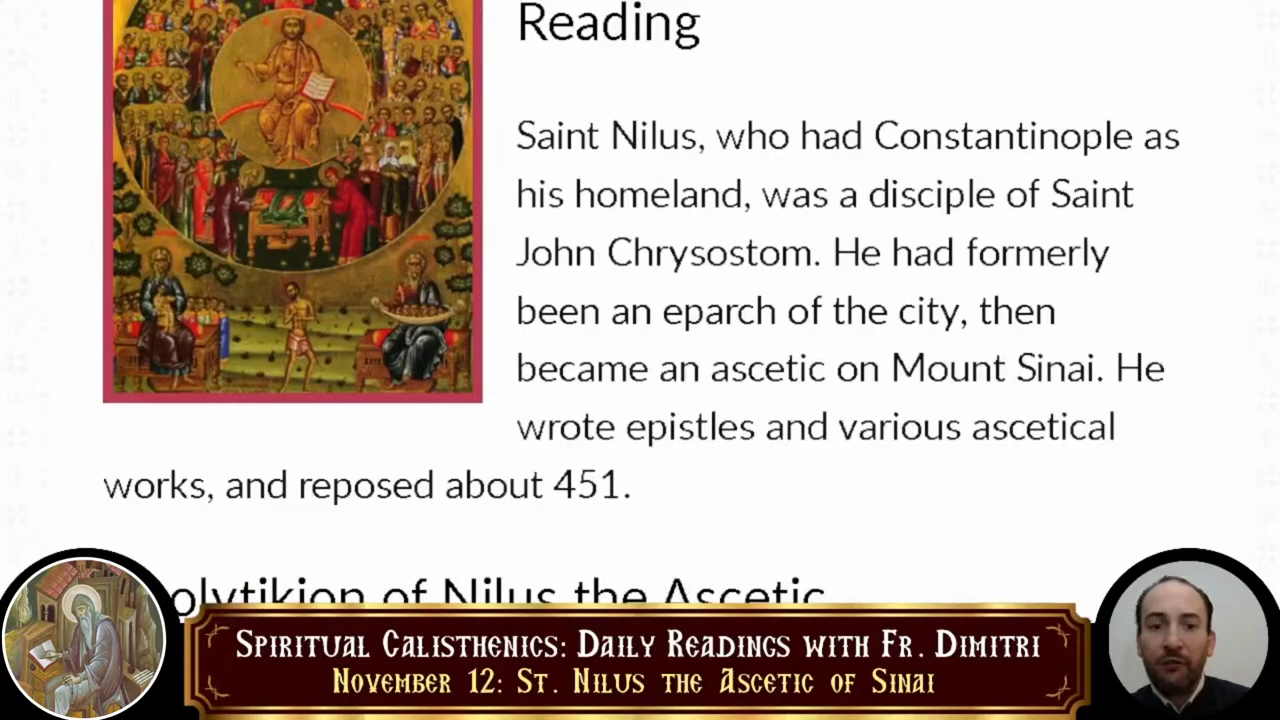 Reading
Saint Nilus, who had Constantinople as
his homeland, was a disciple of Saint
John Chrysostom. He had formerly
been an eparch of the city, then
became an ascetic on Mount Sinai. He
wrote epistles and various ascetical
works, and reposed about 451.
olytikion of Nilus the Ascetic
Spiritual Calisthenics: Daily Readings with Fr. Dimitri
November 12: St. Nilus the Ascetic of Sinai